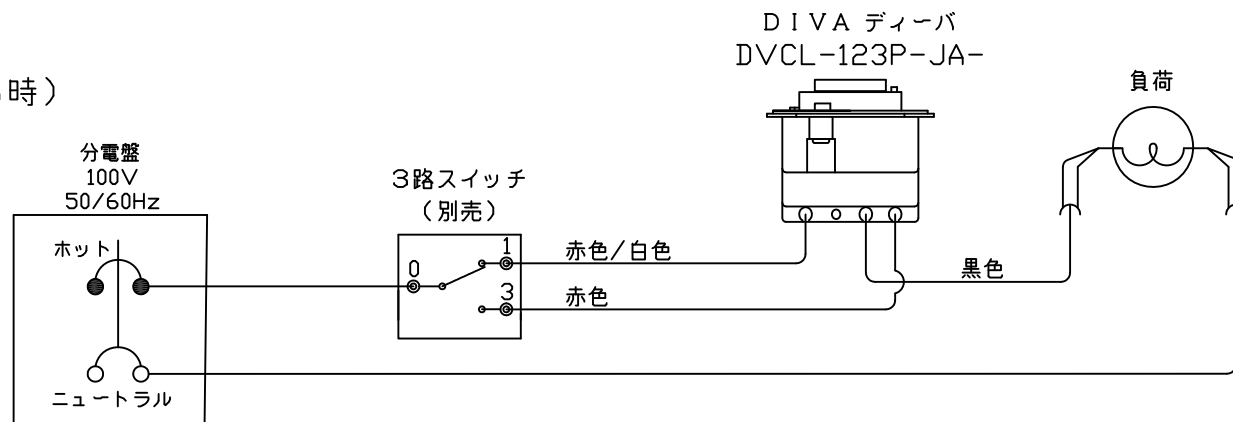 DIVA ディーバ
DVCL-123P-JA-
時）
負荷
分電盤
100V
50/60Hz
3路スイッチ
（別売）
ホット
0
1
赤色/白色
3
赤色
黒色
ニュートラル